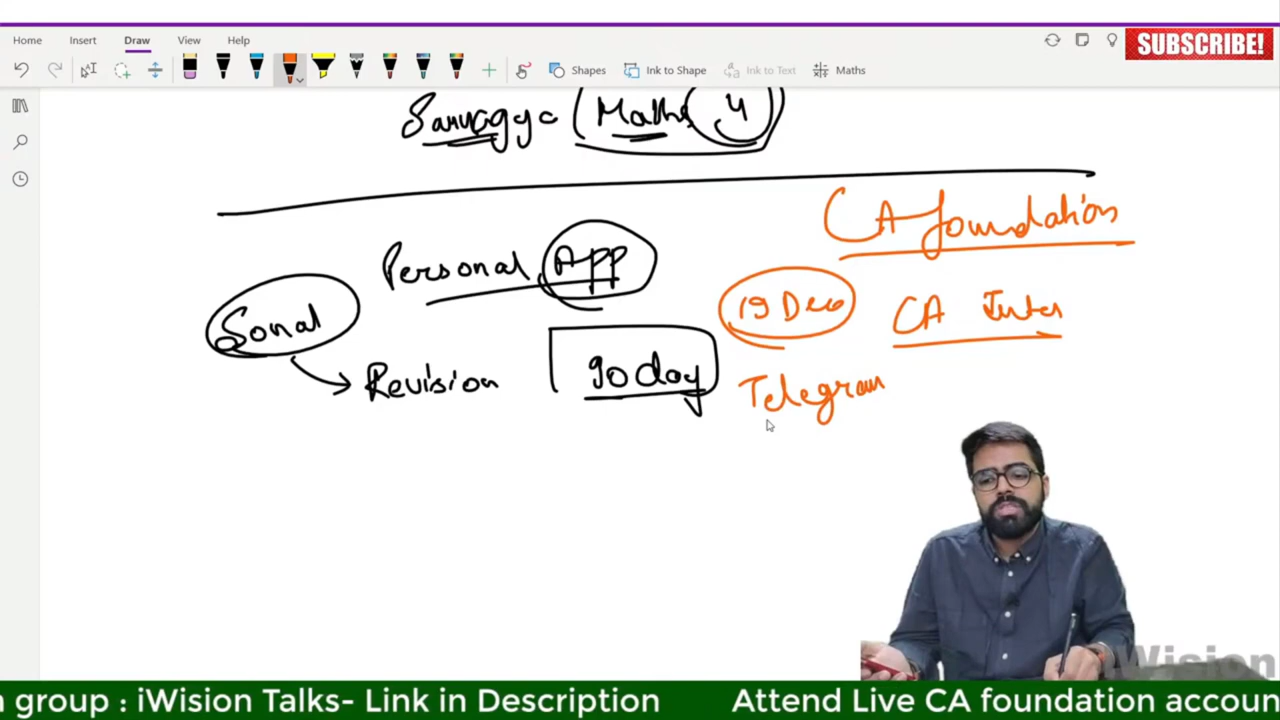 Home Insert Draw View Help
SUBSCRIBE!
Shapes Ink to Shape Ink to Text Maths
Maths 4
CA foundation
Personal App
19 Dec CA Inter
Sonal
Revision 90 day
Telegram
iWision
n group : iWision Talks- Link in Description Attend Live CA foundation accoun